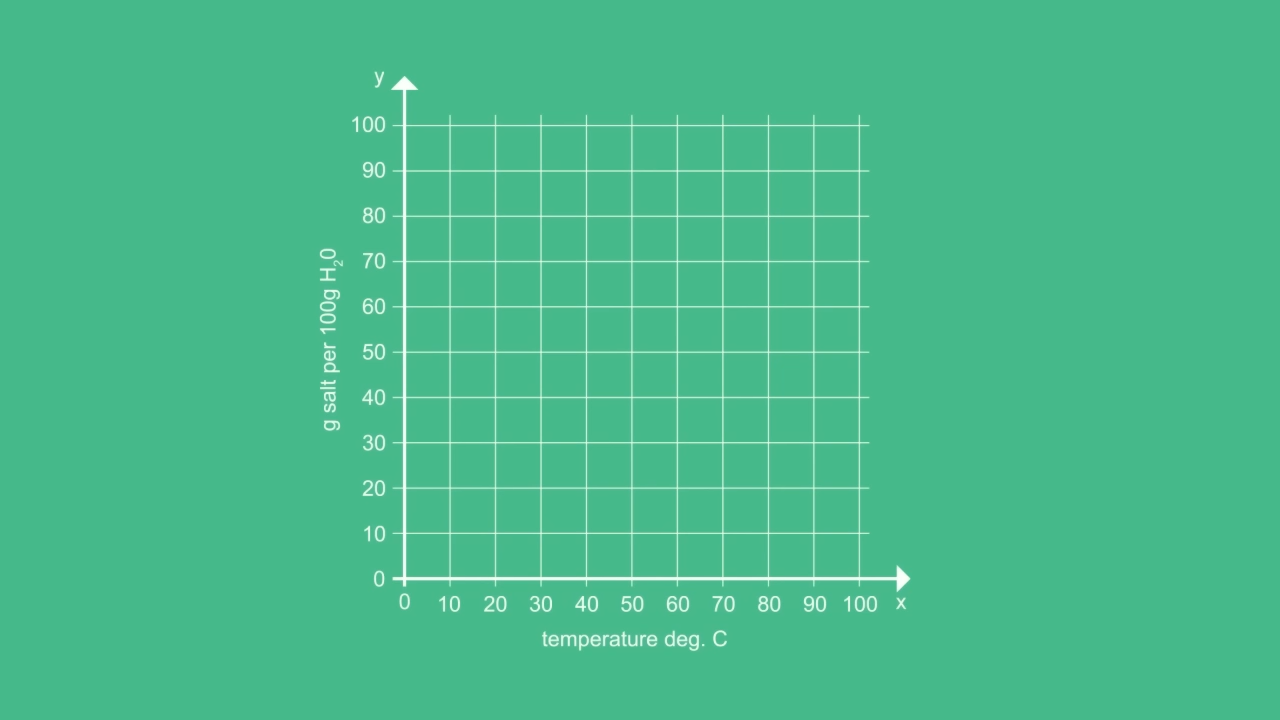 y
100
90
80
70
60
50
40
30
20
10
0
g salt per 100g H₂0
0 10 20 30 40 50 60 70 80 90 100 x
temperature deg. C